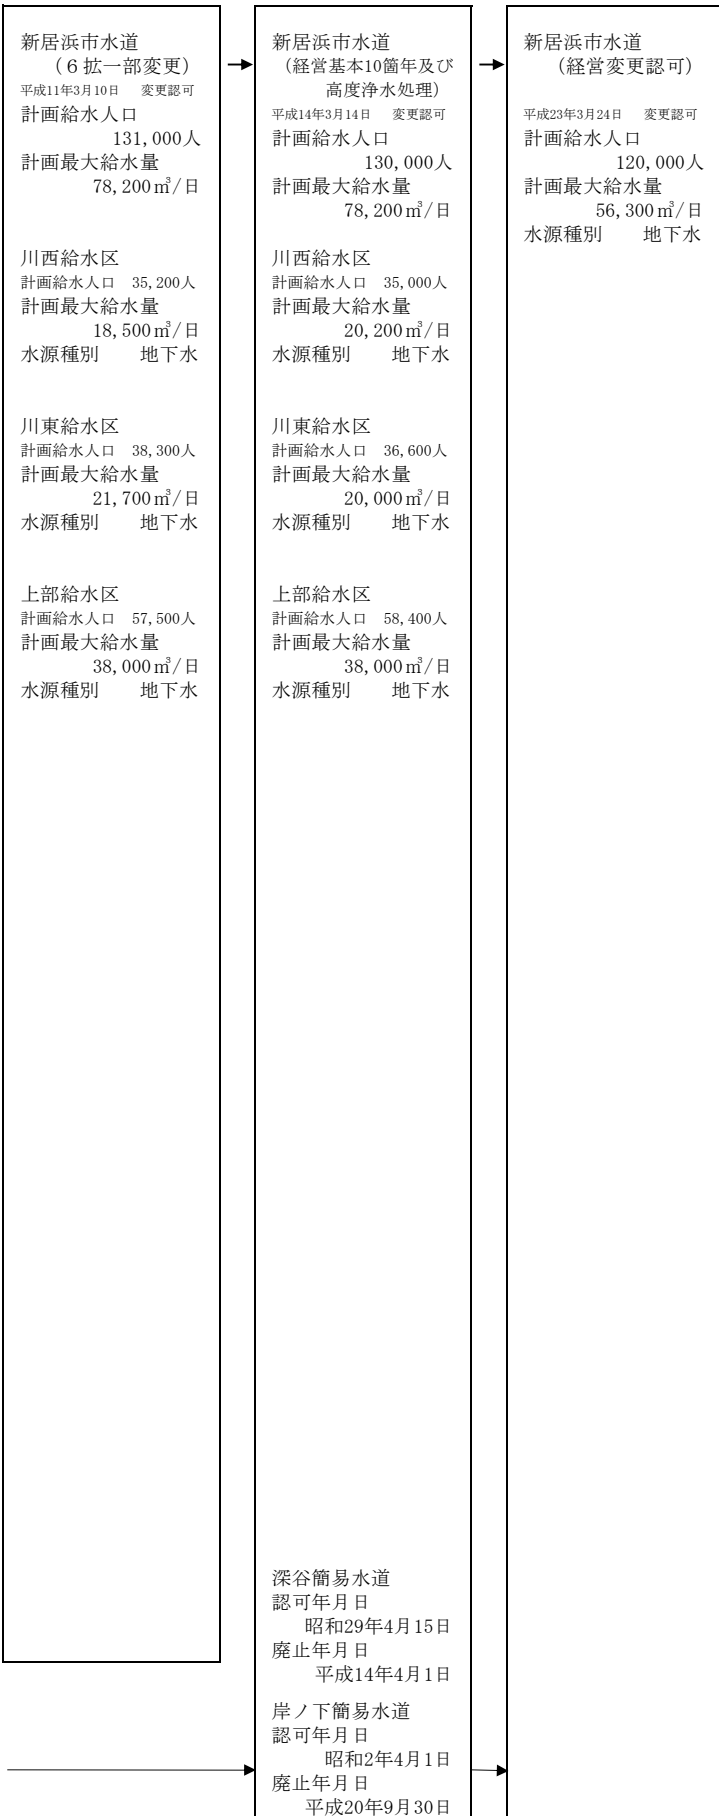 新居浜市水道
（６拡一部変更）
平成11年3月10日　変更認可
計画給水人口
131,000人
計画最大給水量
78,200㎥/日
川西給水区
計画給水人口　35,200人
計画最大給水量
18,500㎥/日
水源種別　地下水
川東給水区
計画給水人口　38,300人
計画最大給水量
21,700㎥/日
水源種別　地下水
上部給水区
計画給水人口　57,500人
計画最大給水量
38,000㎥/日
水源種別　地下水
新居浜市水道
（経営基本10箇年及び
高度浄水処理）
平成14年3月14日　変更認可
計画給水人口
130,000人
計画最大給水量
78,200㎥/日
川西給水区
計画給水人口　35,000人
計画最大給水量
20,200㎥/日
水源種別　地下水
川東給水区
計画給水人口　36,600人
計画最大給水量
20,000㎥/日
水源種別　地下水
上部給水区
計画給水人口　58,400人
計画最大給水量
38,000㎥/日
水源種別　地下水
深谷簡易水道
認可年月日
昭和29年4月15日
廃止年月日
平成14年4月1日
岸ノ下簡易水道
認可年月日
昭和2年4月1日
廃止年月日
平成20年9月30日
新居浜市水道
（経営変更認可）
平成23年3月24日　変更認可
計画給水人口
120,000人
計画最大給水量
56,300㎥/日
水源種別　地下水